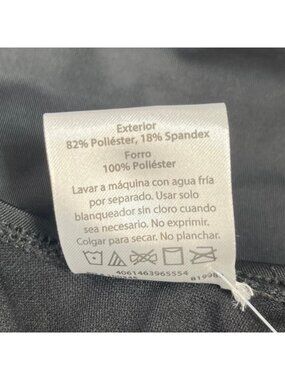 Exterior
82% Poliéster, 18% Spandex
Forro
100% Poliéster
Lavar a máquina con agua fría
por separado. Usar solo
blanqueador sin cloro cuando
sea necesario. No exprimir.
Colgar para secar. No planchar.
4061463965554